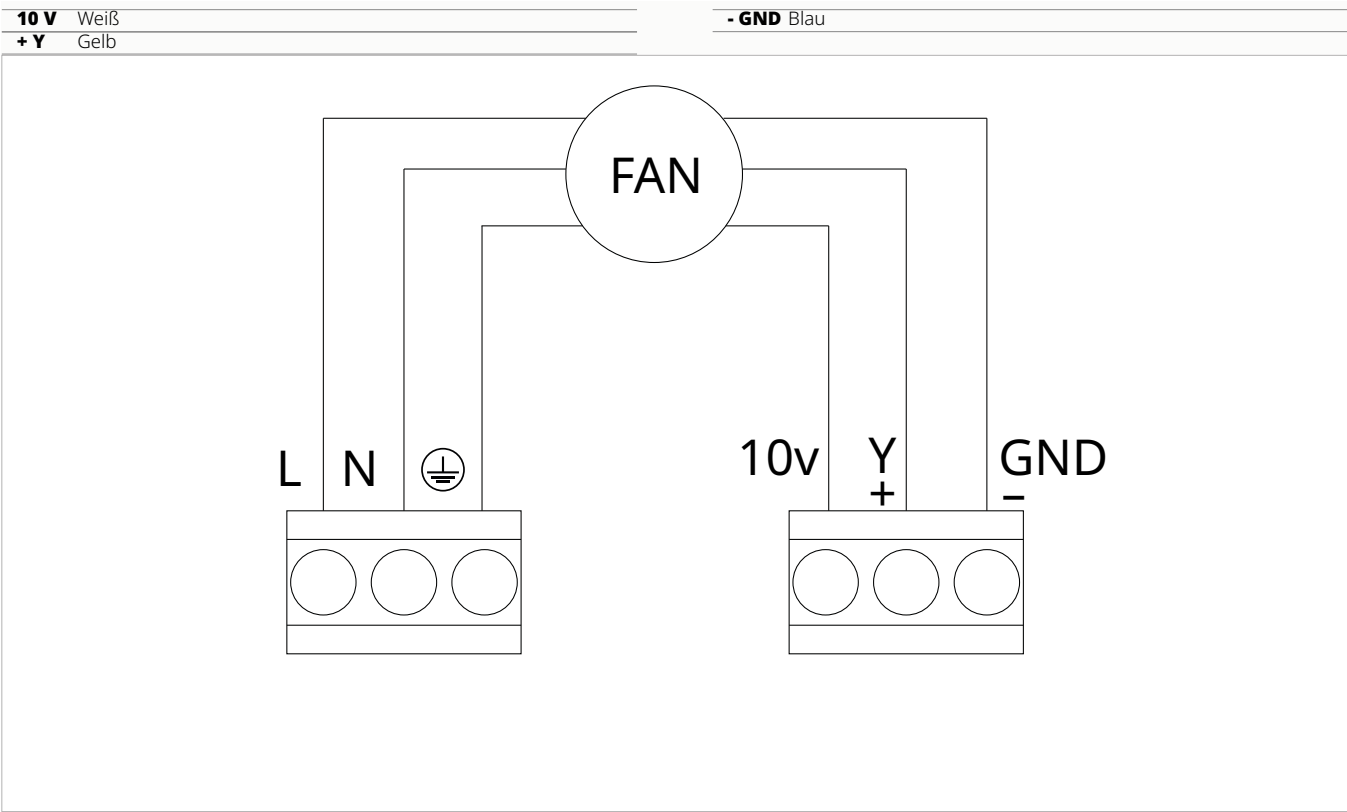 10 V Weiß
+ Y Gelb
- GND Blau
FAN
L N
10v Y GND
+ –